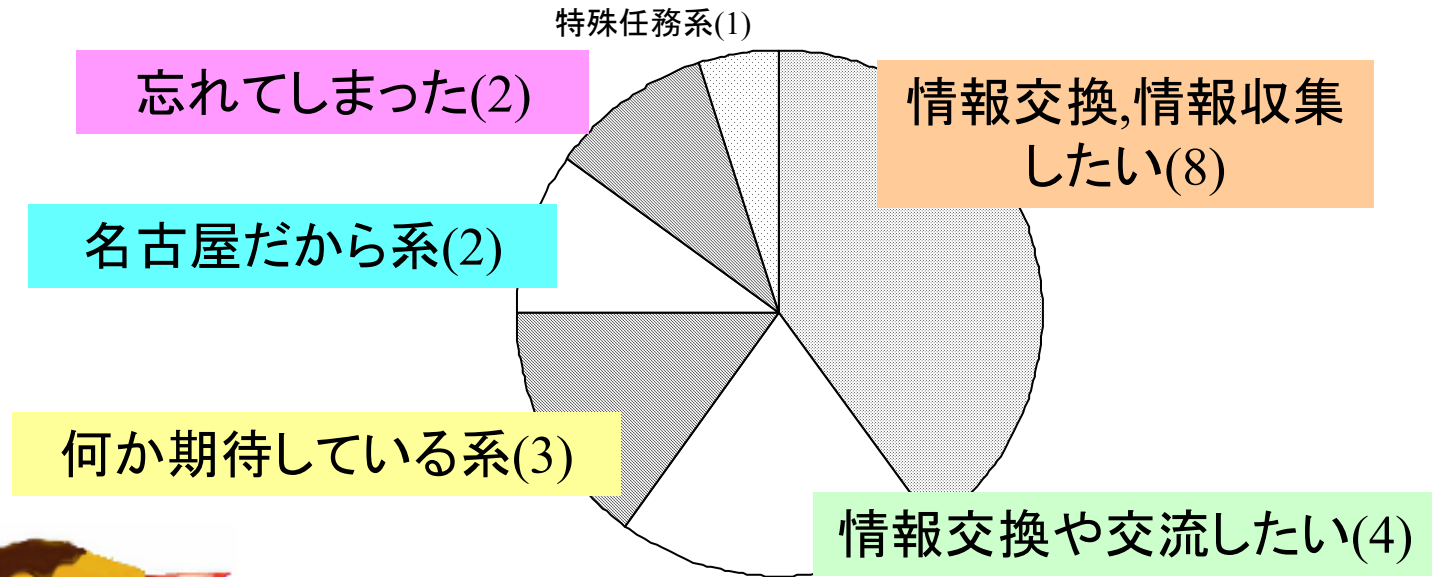 特殊任務系(1)
忘れてしまった(2)
情報交換,情報収集
したい(8)
名古屋だから系(2)
何か期待している系(3)
情報交換や交流したい(4)